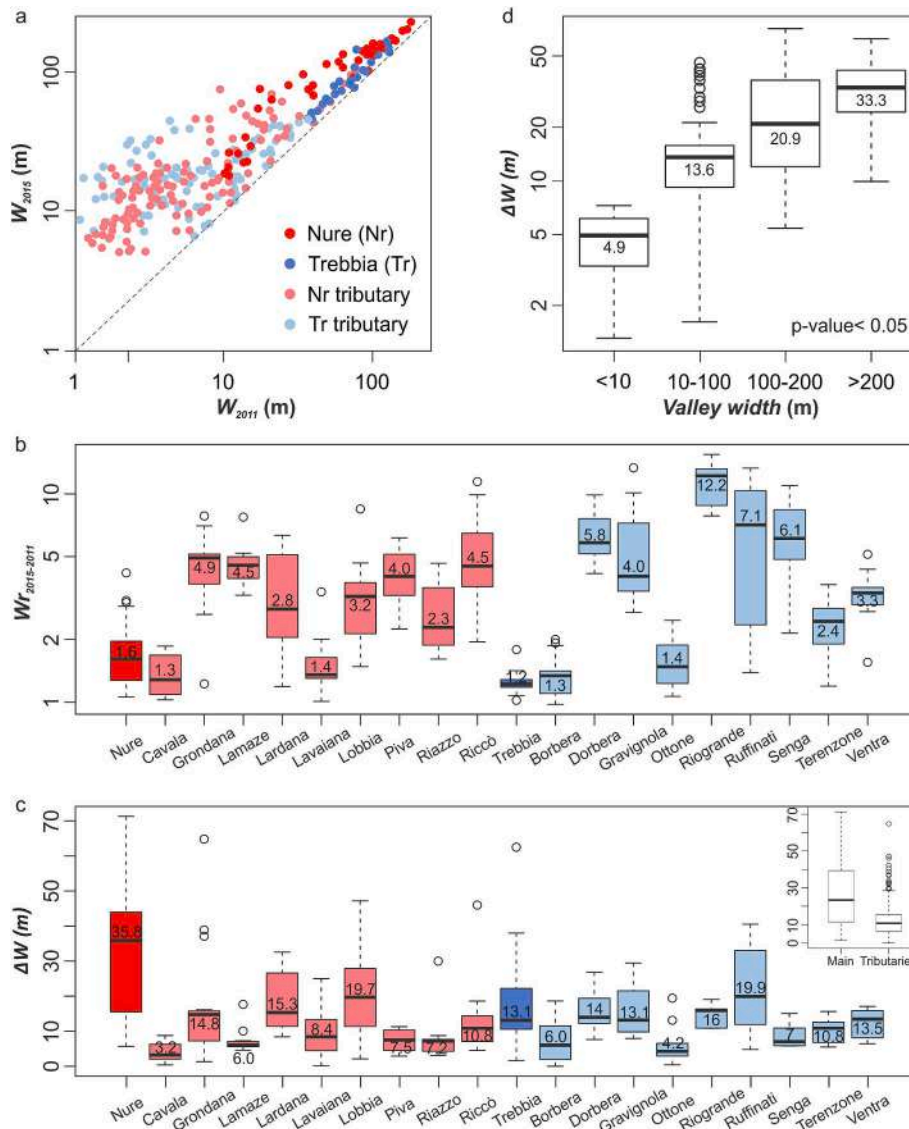 a
100
10
1
W2015 (m)
Nure (Nr)
Trebbia (Tr)
Nr tributary
Tr tributary
1
10
100
W2011 (m)
d
50
20
10
5
2
ΔW (m)
4.9
13.6
20.9
33.3
p-value< 0.05
<10
10-100
100-200
>200
Valley width (m)
b
10
5
2
1
Wr2015-2011
1.6
1.3
4.9
4.5
2.8
1.4
3.2
4.0
2.3
4.5
1.2
1.3
5.8
4.0
1.4
12.2
7.1
6.1
2.4
3.3
Nure
Cavala
Grondana
Lamaze
Lardana
Lavaiana
Lobbia
Piva
Riazzo
Riccò
Trebbia
Borbera
Dorbera
Gravignola
Ottone
Riogrande
Ruffinati
Senga
Terenzone
Ventra
c
70
50
30
10
0
ΔW (m)
35.8
3.2
14.8
6.0
15.3
8.4
19.7
7.5
7.2
10.8
13.1
6.0
14
13.1
4.2
16
19.9
7
10.8
13.5
70
50
30
10
0
Main
Tributarie
Nure
Cavala
Grondana
Lamaze
Lardana
Lavaiana
Lobbia
Piva
Riazzo
Riccò
Trebbia
Borbera
Dorbera
Gravignola
Ottone
Riogrande
Ruffinati
Senga
Terenzone
Ventra